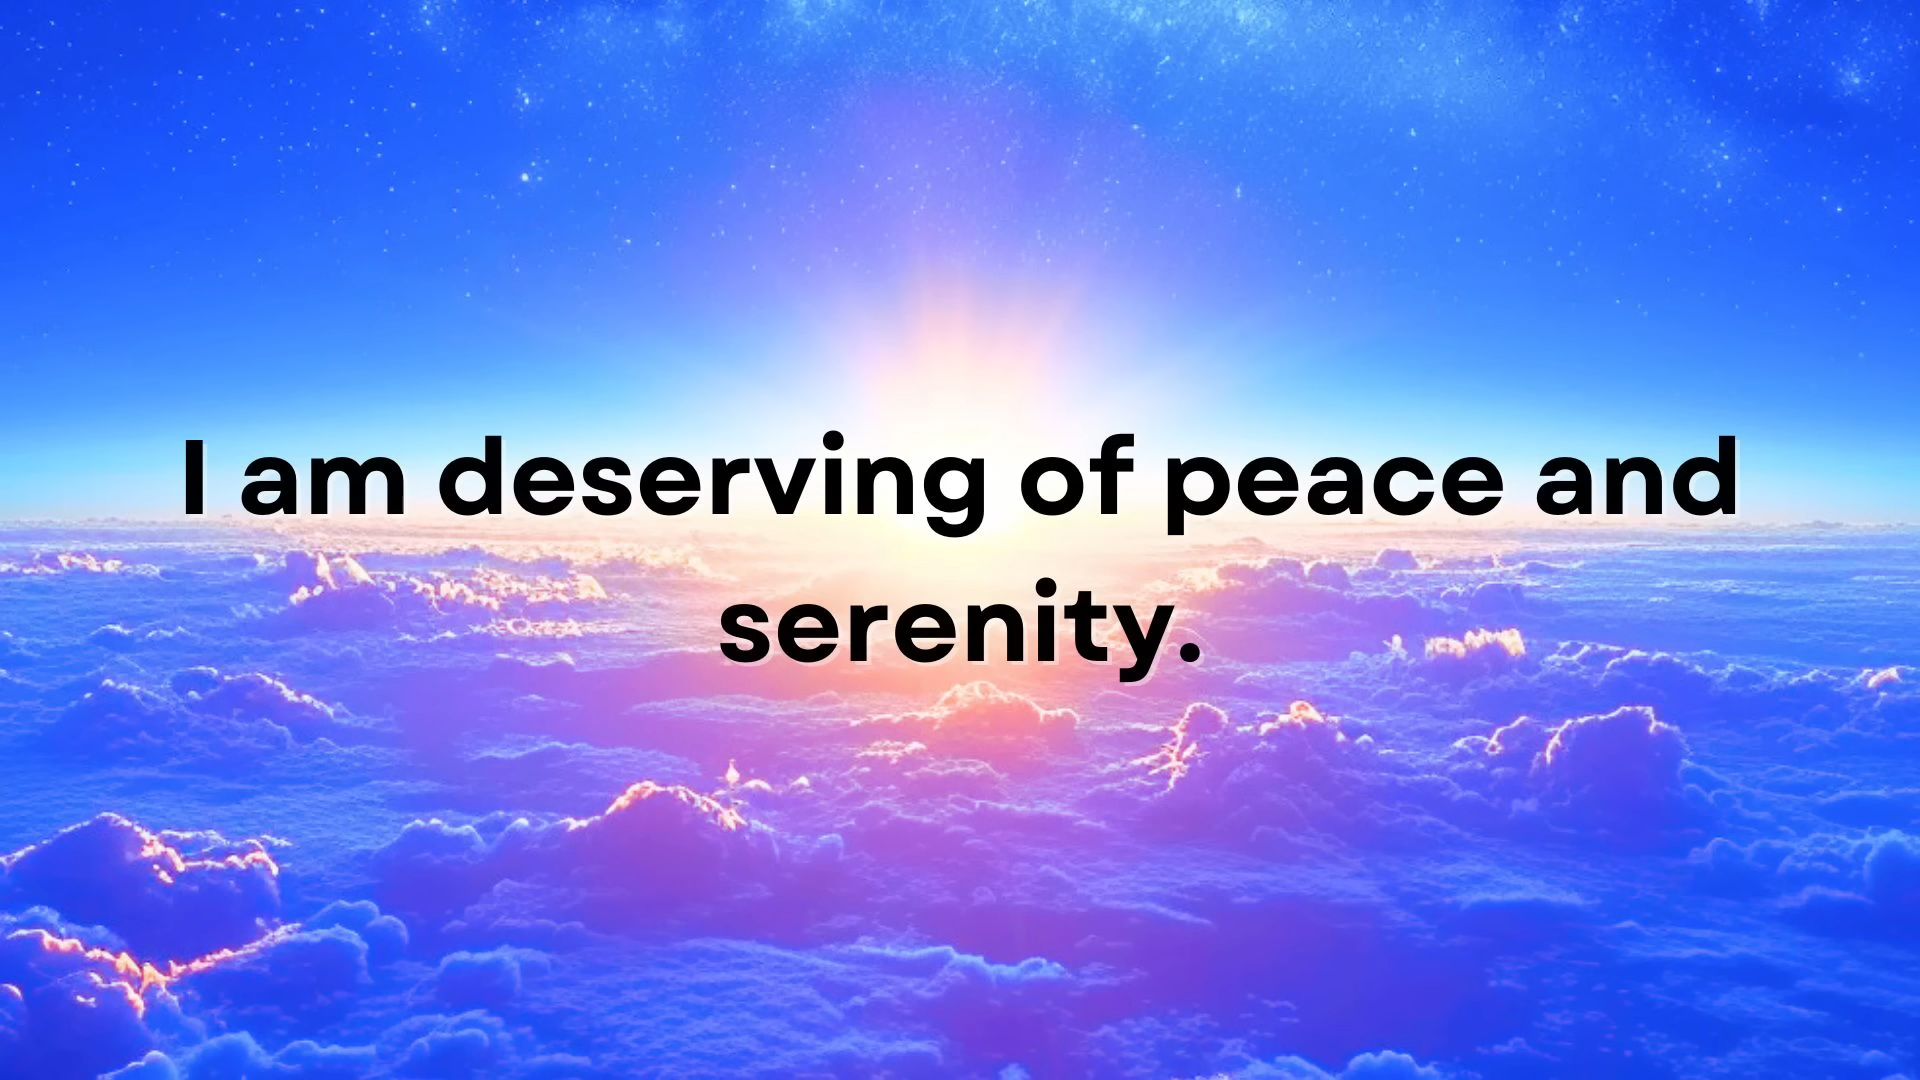 I am deserving of peace and
serenity.